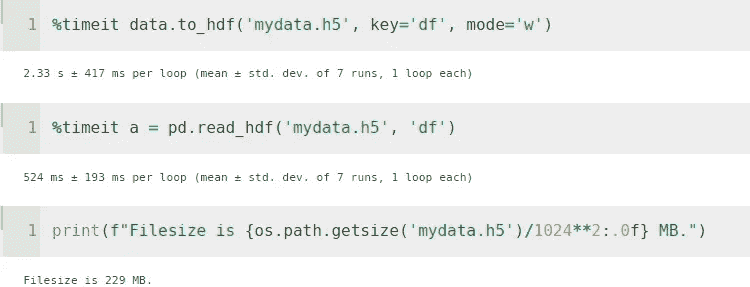 1 %timeit data.to_hdf('mydata.h5', key='df', mode='w')
2.33 s ± 417 ms per loop (mean ± std. dev. of 7 runs, 1 loop each)
1 %timeit a = pd.read_hdf('mydata.h5', 'df')
524 ms ± 193 ms per loop (mean ± std. dev. of 7 runs, 1 loop each)
1 print(f"Filesize is {os.path.getsize('mydata.h5')/1024**2:.0f} MB.")
Filesize is 229 MB.